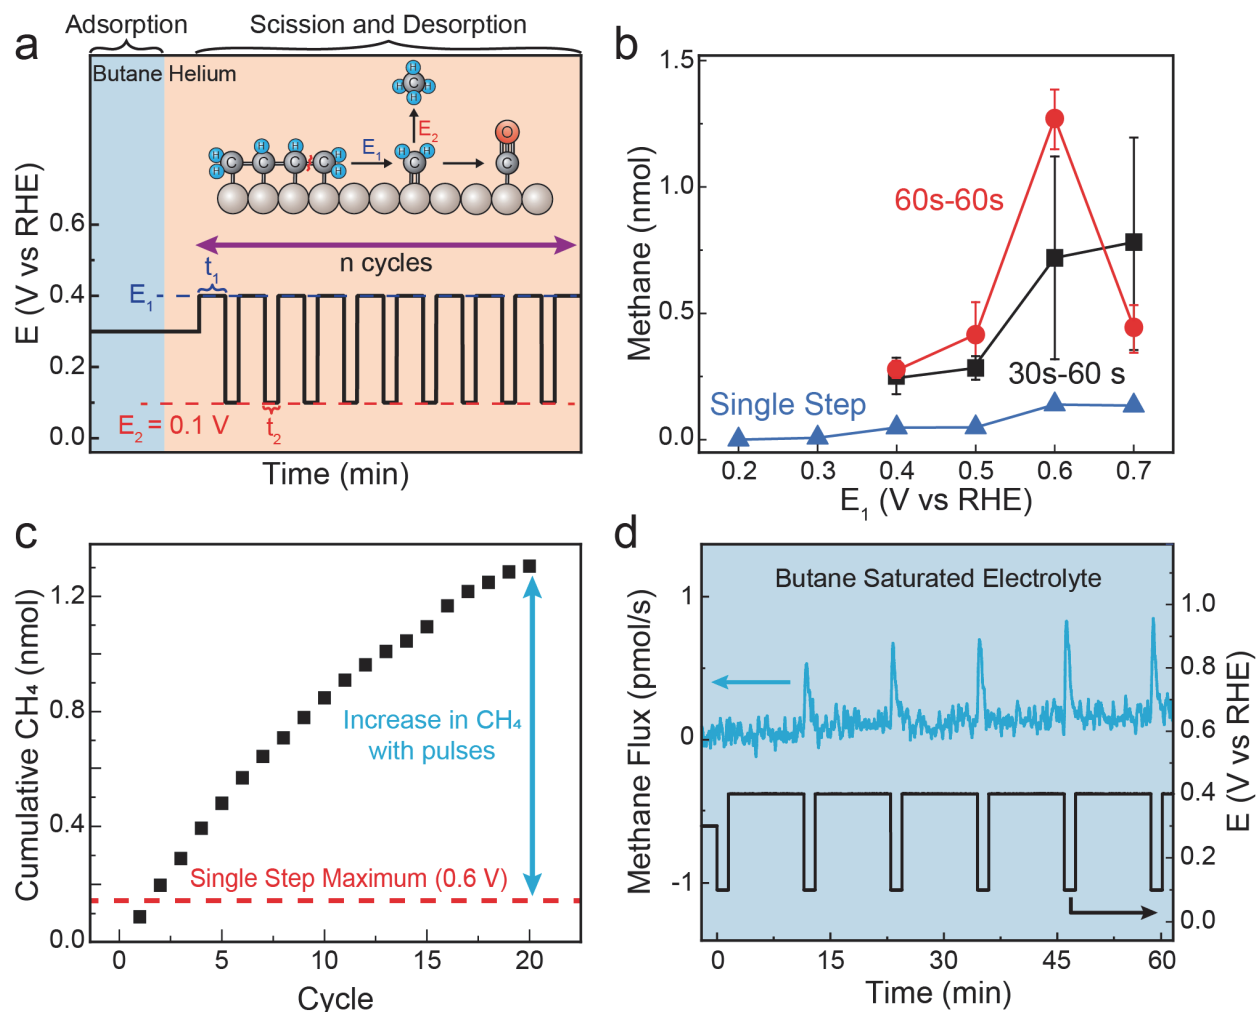 a
Adsorption
Scission and Desorption
Butane
Helium
H
H
H
H
H
H
H
H
C
C
C
C
E₁
H
H
H
H
C
E₂
H
H
C
O
C
n cycles
t₁
E₁
E₂ = 0.1 V
t₂
0.6
0.4
0.2
0.0
E (V vs RHE)
Time (min)
b
1.5
1.0
0.5
0.0
Methane (nmol)
60s-60s
30s-60 s
Single Step
0.2
0.3
0.4
0.5
0.6
0.7
E₁ (V vs RHE)
c
1.2
0.8
0.4
0.0
Cumulative CH₄ (nmol)
Increase in CH₄
with pulses
Single Step Maximum (0.6 V)
0
5
10
15
20
Cycle
d
Butane Saturated Electrolyte
1
0
-1
Methane Flux (pmol/s)
1.0
0.8
0.6
0.4
0.2
0.0
E (V vs RHE)
0
15
30
45
60
Time (min)